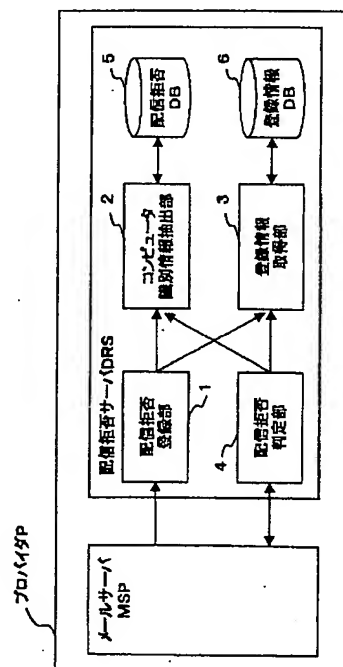 プロバイダP
メールサーバ
MSP
配信拒否サーバDRS
配信拒否
登録部
1
配信拒否
判定部
4
2
コンピュータ
識別情報抽出部
3
登録情報
取得部
5
配信拒否
DB
6
登録情報
DB